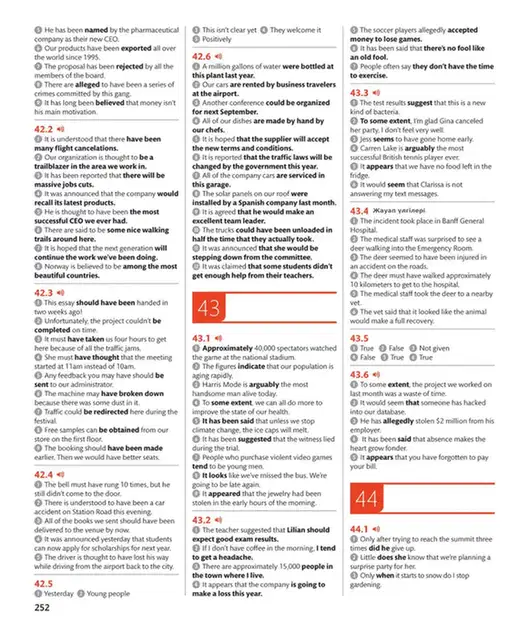 5 He has been named by the pharmaceutical
company as their new CEO.
6 Our products have been exported all over
the world since 1995.
7 The proposal has been rejected by all the
members of the board.
8 There are alleged to have been a series of
crimes committed by this gang.
9 It has long been believed that money isn't
his main motivation.
42.2
1 It is understood that there have been
many flight cancelations.
2 Our organization is thought to be a
trailblazer in the area we work in.
3 It has been reported that there will be
massive jobs cuts.
4 It was announced that the company would
recall its latest products.
5 He is thought to have been the most
successful CEO we ever had.
6 There are said to be some nice walking
trails around here.
7 It is hoped that the next generation will
continue the work we've been doing.
8 Norway is believed to be among the most
beautiful countries.
42.3
1 This essay should have been handed in
two weeks ago!
2 Unfortunately, the project couldn't be
completed on time.
3 It must have taken us four hours to get
here because of all the traffic jams.
4 She must have thought that the meeting
started at 11am instead of 10am.
5 Any feedback you may have should be
sent to our administrator.
6 The machine may have broken down
because there was some dust in it.
7 Traffic could be redirected here during the
festival.
8 Free samples can be obtained from our
store on the first floor.
9 The booking should have been made
earlier. Then we would have better seats.
42.4
1 The bell must have rung 10 times, but he
still didn't come to the door.
2 There is understood to have been a car
accident on Station Road this evening.
3 All of the books we sent should have been
delivered to the venue by now.
4 It was announced yesterday that students
can now apply for scholarships for next year.
5 The driver is thought to have lost his way
while driving from the airport back to the city.
42.5
1 Yesterday 2 Young people
3 This isn't clear yet 4 They welcome it
5 Positively
42.6
1 A million gallons of water were bottled at
this plant last year.
2 Our cars are rented by business travelers
at the airport.
3 Another conference could be organized
for next September.
4 All of our dishes are made by hand by
our chefs.
5 It is hoped that the supplier will accept
the new terms and conditions.
6 It is reported that the traffic laws will be
changed by the government this year.
7 All of the company cars are serviced in
this garage.
8 The solar panels on our roof were
installed by a Spanish company last month.
9 It is agreed that he would make an
excellent team leader.
10 The trucks could have been unloaded in
half the time that they actually took.
11 It was announced that she would be
stepping down from the committee.
12 It was claimed that some students didn't
get enough help from their teachers.
43
43.1
1 Approximately 40,000 spectators watched
the game at the national stadium.
2 The figures indicate that our population is
aging rapidly.
3 Harris Mode is arguably the most
handsome man alive today.
4 To some extent, we can all do more to
improve the state of our health.
5 It has been said that unless we stop
climate change, the ice caps will melt.
6 It has been suggested that the witness lied
during the trial.
7 People who purchase violent video games
tend to be young men.
8 It looks like we've missed the bus. We're
going to be late again.
9 It appeared that the jewelry had been
stolen in the early hours of the morning.
43.2
1 The teacher suggested that Lilian should
expect good exam results.
2 If I don't have coffee in the morning, I tend
to get a headache.
3 There are approximately 15,000 people in
the town where I live.
4 It appears that the company is going to
make a loss this year.
5 The soccer players allegedly accepted
money to lose games.
6 It has been said that there's no fool like
an old fool.
7 People often say they don't have the time
to exercise.
43.3
1 The test results suggest that this is a new
kind of bacteria.
2 To some extent, I'm glad Gina canceled
her party. I don't feel very well.
3 Jess seems to have gone home early.
4 Carren Lake is arguably the most
successful British tennis player ever.
5 It appears that we have no food left in the
fridge.
6 It would seem that Clarissa is not
answering my text messages.
43.4 Жауап үлгілері
1 The incident took place in Banff General
Hospital.
2 The medical staff was surprised to see a
deer walking into the Emergency Room.
3 The deer seemed to have been injured in
an accident on the roads.
4 The deer must have walked approximately
10 kilometers to get to the hospital.
5 The medical staff took the deer to a nearby
vet.
6 The vet said that it looked like the animal
would make a full recovery.
43.5
1 True 2 False 3 Not given
4 False 5 True 6 True
43.6
1 To some extent, the project we worked on
last month was a waste of time.
2 It would seem that someone has hacked
into our database.
3 He has allegedly stolen $2 million from his
employer.
4 It has been said that absence makes the
heart grow fonder.
5 It appears that you have forgotten to pay
your bill.
44
44.1
1 Only after trying to reach the summit three
times did he give up.
2 Little does she know that we're planning a
surprise party for her.
3 Only when it starts to snow do I stop
gardening.
252